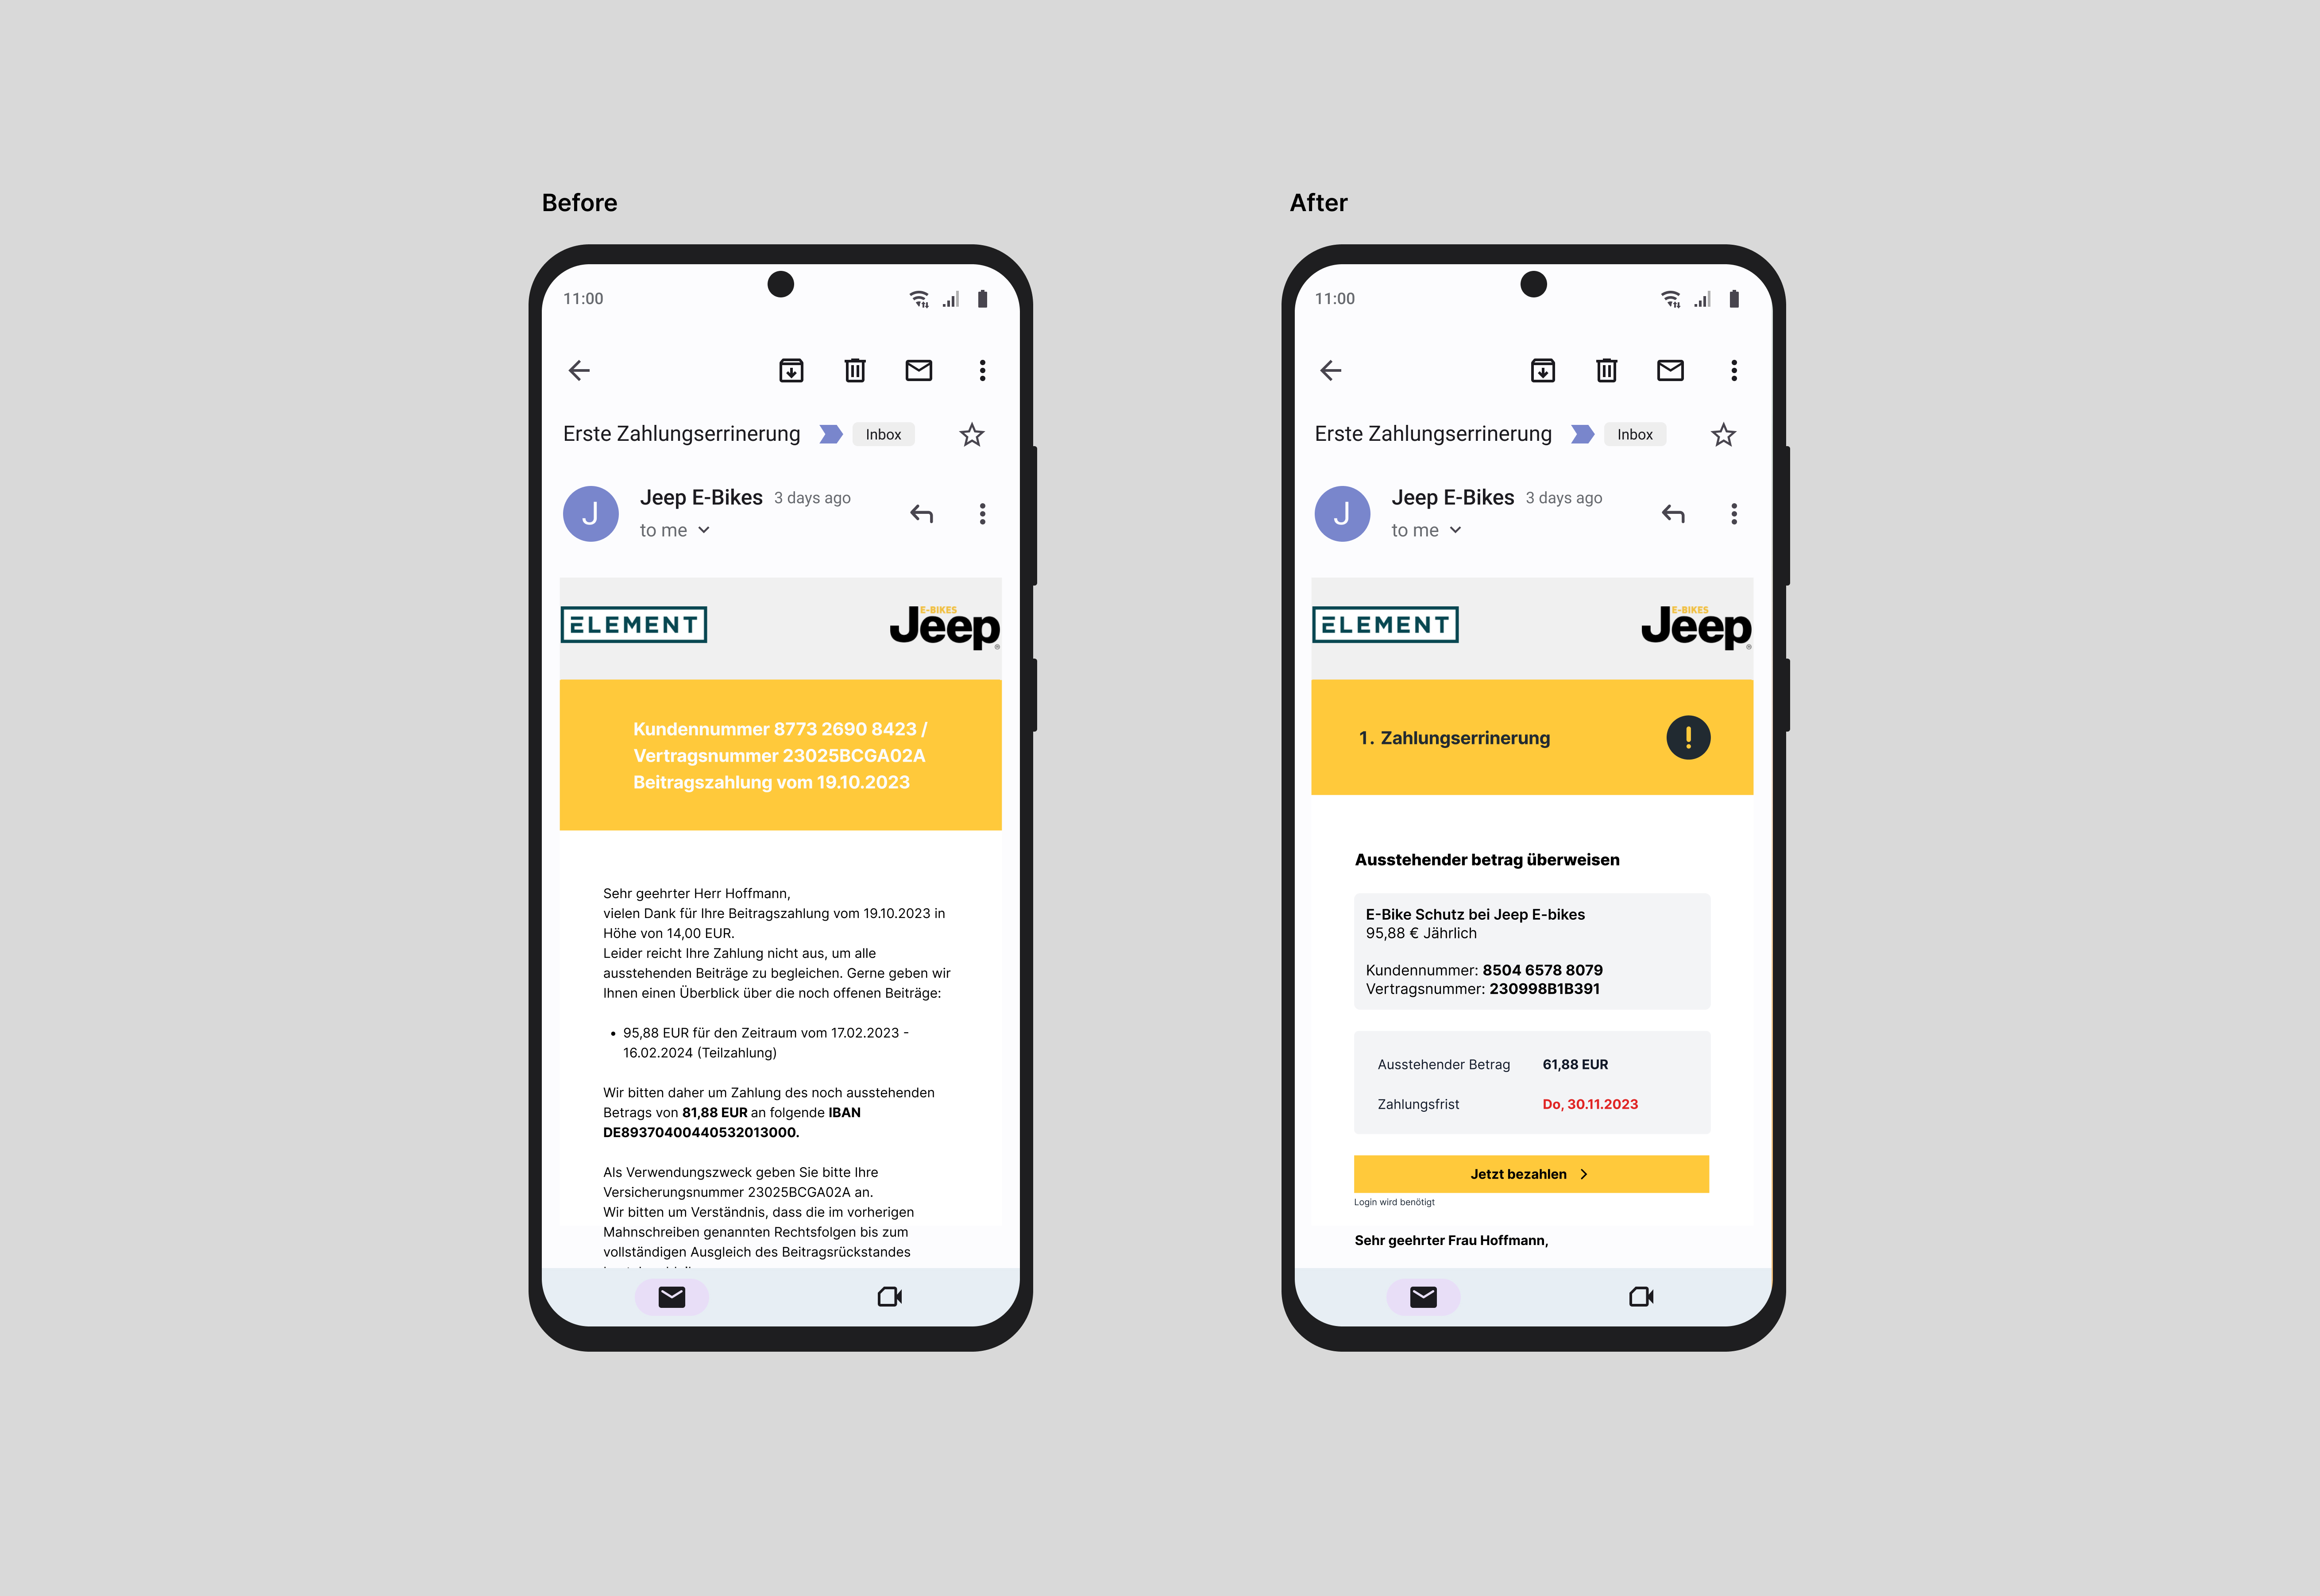 Before
11:00
Erste Zahlungserrinerung
Inbox
J
Jeep E-Bikes 3 days ago
to me
ELEMENT
E-BIKES
Jeep®
Kundennummer 8773 2690 8423 /
Vertragsnummer 23025BCGA02A
Beitragszahlung vom 19.10.2023
Sehr geehrter Herr Hoffmann,
vielen Dank für Ihre Beitragszahlung vom 19.10.2023 in
Höhe von 14,00 EUR.
Leider reicht Ihre Zahlung nicht aus, um alle
ausstehenden Beiträge zu begleichen. Gerne geben wir
Ihnen einen Überblick über die noch offenen Beiträge:
• 95,88 EUR für den Zeitraum vom 17.02.2023 -
16.02.2024 (Teilzahlung)
Wir bitten daher um Zahlung des noch ausstehenden
Betrags von 81,88 EUR an folgende IBAN
DE89370400440532013000.
Als Verwendungszweck geben Sie bitte Ihre
Versicherungsnummer 23025BCGA02A an.
Wir bitten um Verständnis, dass die im vorherigen
Mahnschreiben genannten Rechtsfolgen bis zum
vollständigen Ausgleich des Beitragsrückstandes
After
11:00
Erste Zahlungserrinerung
Inbox
J
Jeep E-Bikes 3 days ago
to me
ELEMENT
E-BIKES
Jeep®
1. Zahlungserrinerung
Ausstehender betrag überweisen
E-Bike Schutz bei Jeep E-bikes
95,88 € Jährlich
Kundennummer: 8504 6578 8079
Vertragsnummer: 230998B1B391
Ausstehender Betrag 61,88 EUR
Zahlungsfrist Do, 30.11.2023
Jetzt bezahlen
Login wird benötigt
Sehr geehrter Frau Hoffmann,